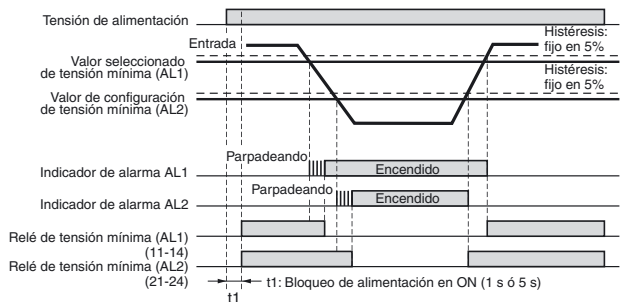 Tensión de alimentación
Entrada
Histéresis:
fijo en 5%
Valor seleccionado
de tensión mínima (AL1)
Histéresis:
fijo en 5%
Valor de configuración
de tensión mínima (AL2)
Parpadeando
Indicador de alarma AL1
Encendido
Parpadeando
Indicador de alarma AL2
Encendido
Relé de tensión mínima (AL1)
(11-14)
Relé de tensión mínima (AL2)
(21-24)
t1: Bloqueo de alimentación en ON (1 s ó 5 s)
t1